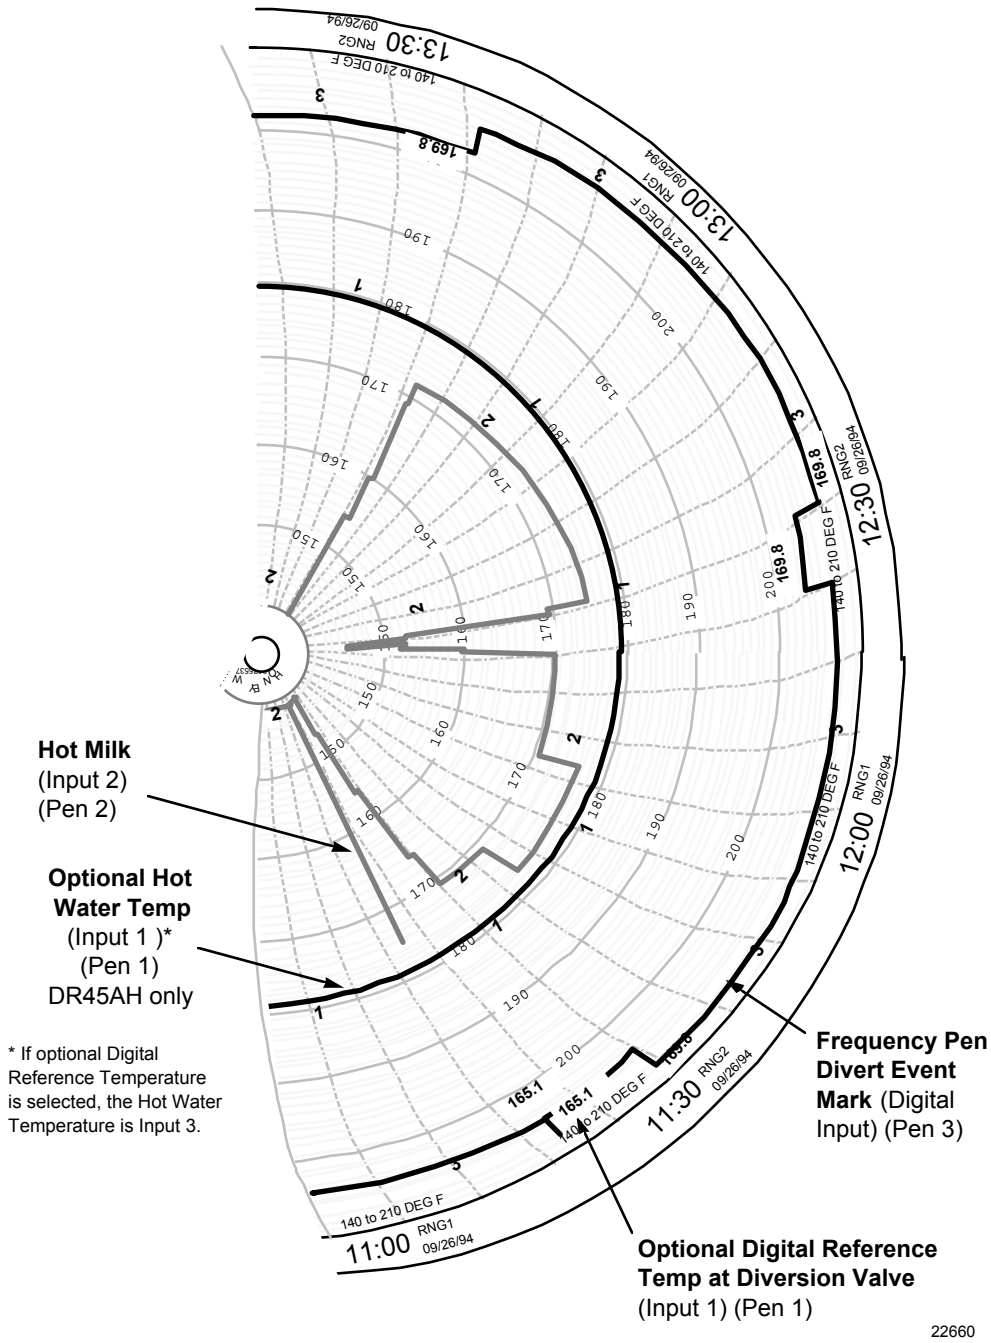 13:30
RNG2
09/26/94
140 to 210 DEG F
3
169.8
3
13:00
RNG1
09/26/94
140 to 210 DEG F
190
200
1
180
190
170
2
1
180
3
160
170
169.8
12:30
RNG2
09/26/94
140 to 210 DEG F
150
160
169.8
2
150
2
1
200
190
180
170
160
150
150
160
2
3
170
180
1
190
200
12:00
RNG1
09/26/94
140 to 210 DEG F
2
150
160
170
2
1
180
3
190
200
169.8
11:30
RNG2
09/26/94
140 to 210 DEG F
165.1
165.1
1
3
140 to 210 DEG F
11:00
RNG1
09/26/94
Hot Milk
(Input 2)
(Pen 2)
Optional Hot
Water Temp
(Input 1 )*
(Pen 1)
DR45AH only
* If optional Digital
Reference Temperature
is selected, the Hot Water
Temperature is Input 3.
Frequency Pen
Divert Event
Mark (Digital
Input) (Pen 3)
Optional Digital Reference
Temp at Diversion Valve
(Input 1) (Pen 1)
22660